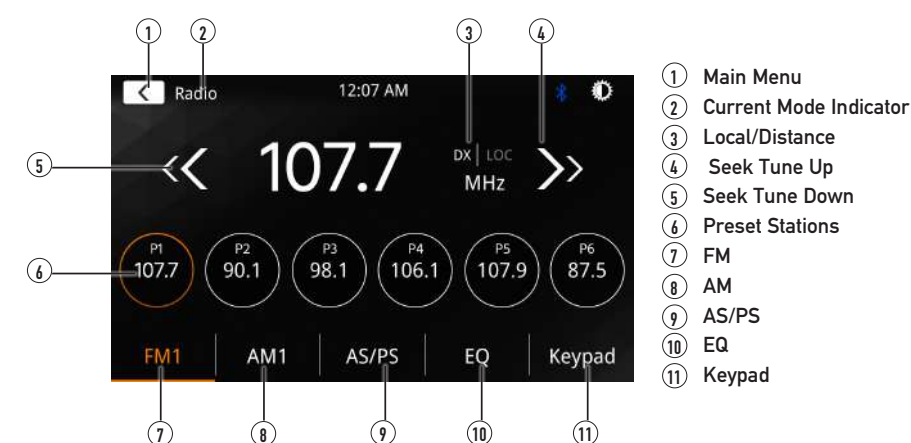 1 2 3 4
Radio 12:07 AM
107.7 DX | LOC
MHz
5
P1 P2 P3 P4 P5 P6
107.7 90.1 98.1 106.1 107.9 87.5
6
FM1 AM1 AS/PS EQ Keypad
7 8 9 10 11
1 Main Menu
2 Current Mode Indicator
3 Local/Distance
4 Seek Tune Up
5 Seek Tune Down
6 Preset Stations
7 FM
8 AM
9 AS/PS
10 EQ
11 Keypad